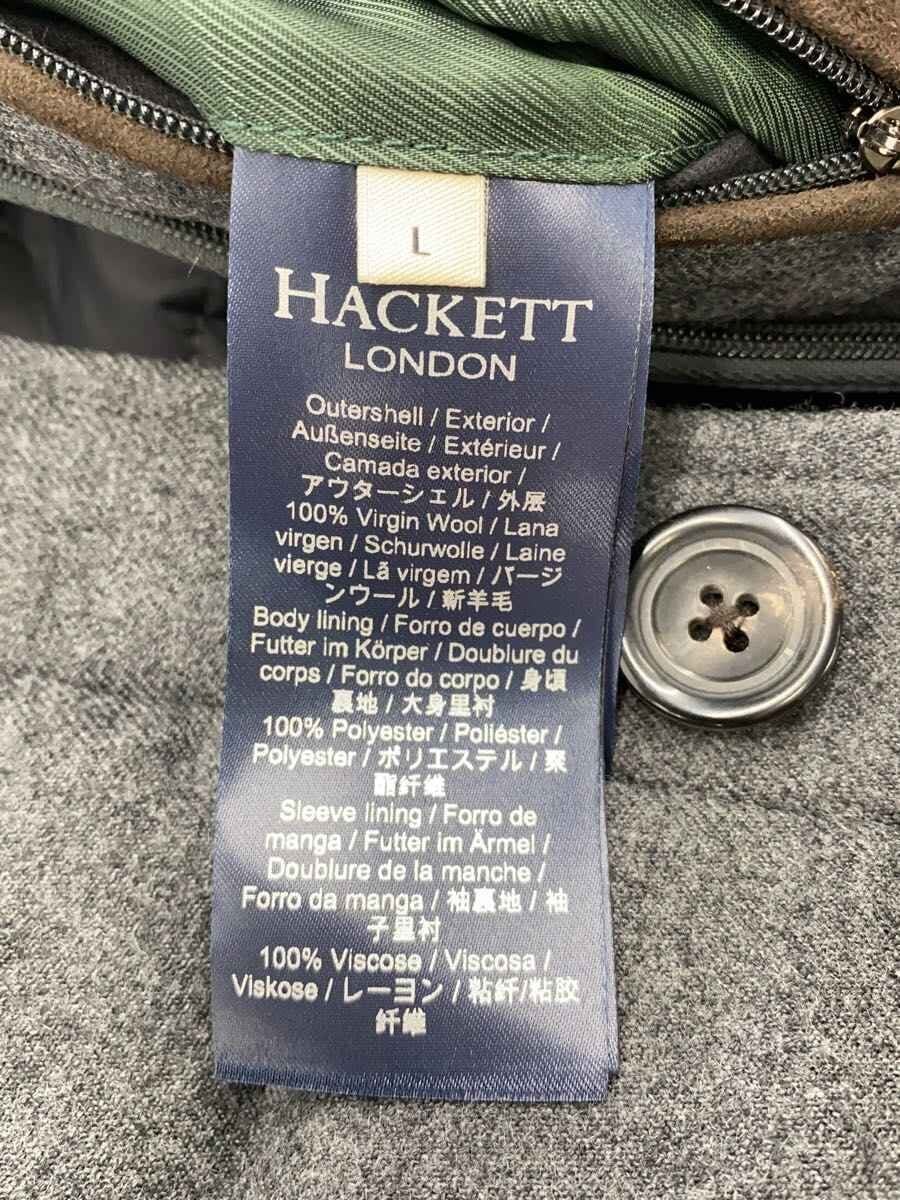 L
HACKETT
LONDON
Outershell / Exterior /
Außenseite / Extérieur /
Camada exterior /
アウターシェル / 外层
100% Virgin Wool / Lana
virgen / Schurwolle / Laine
vierge / Lã virgem / バージ
ンウール / 新羊毛
Body lining / Forro de cuerpo /
Futter im Körper / Doublure du
corps / Forro do corpo / 身頃
裏地 / 大身里衬
100% Polyester / Poliéster /
Polyester / ポリエステル / 聚
酯纤维
Sleeve lining / Forro de
manga / Futter im Ärmel /
Doublure de la manche /
Forro da manga / 袖裏地 / 袖
子里衬
100% Viscose / Viscosa /
Viskose / レーヨン / 粘纤/粘胶
纤维